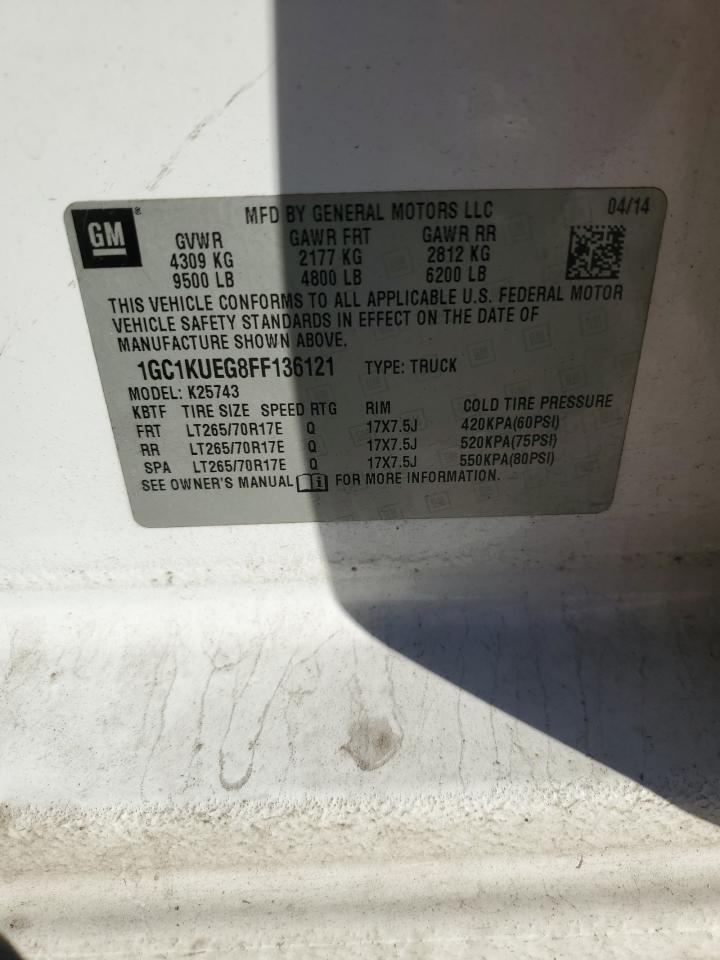 GM® MFD BY GENERAL MOTORS LLC 04/14
GVWR GAWR FRT GAWR RR
4309 KG 2177 KG 2812 KG
9500 LB 4800 LB 6200 LB
THIS VEHICLE CONFORMS TO ALL APPLICABLE U.S. FEDERAL MOTOR
VEHICLE SAFETY STANDARDS IN EFFECT ON THE DATE OF
MANUFACTURE SHOWN ABOVE.
1GC1KUEG8FF136121 TYPE: TRUCK
MODEL: K25743
KBTF TIRE SIZE SPEED RTG RIM COLD TIRE PRESSURE
FRT LT265/70R17E Q 17X7.5J 420KPA(60PSI)
RR LT265/70R17E Q 17X7.5J 520KPA(75PSI)
SPA LT265/70R17E Q 17X7.5J 550KPA(80PSI)
SEE OWNER'S MANUAL i FOR MORE INFORMATION.